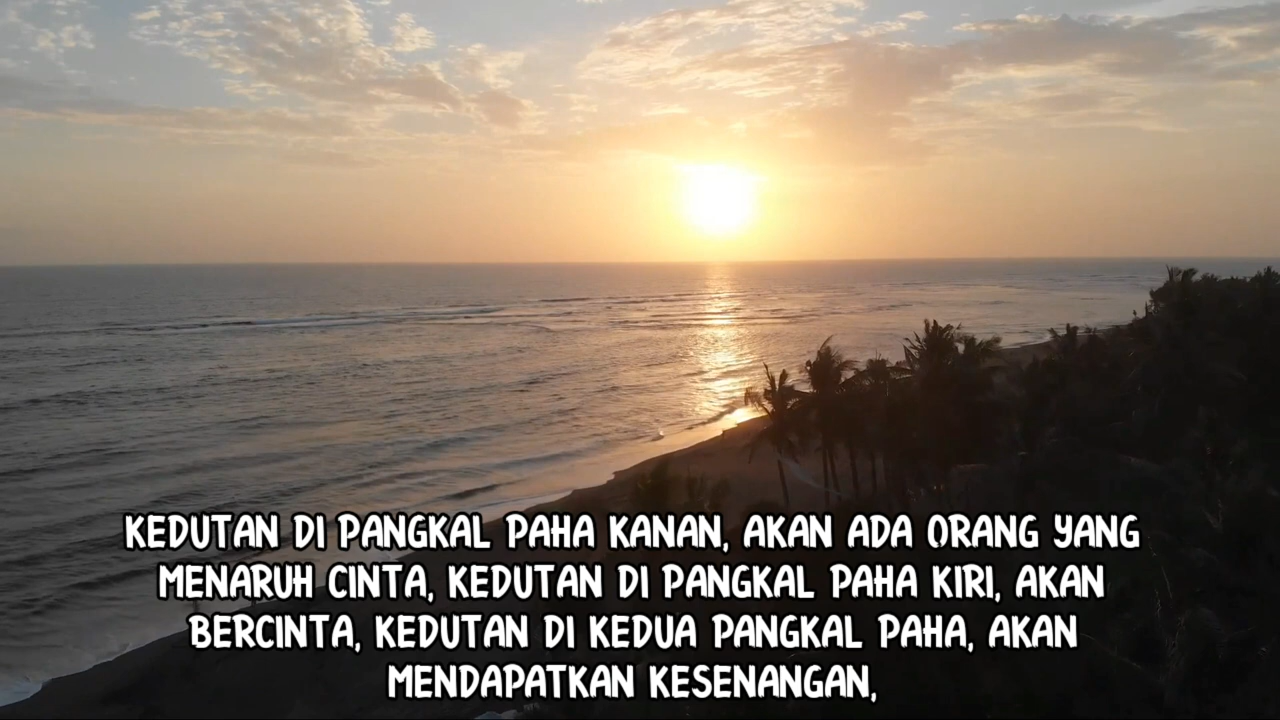 KEDUTAN DI PANGKAL PAHA KANAN, AKAN ADA ORANG YANG
MENARUH CINTA, KEDUTAN DI PANGKAL PAHA KIRI, AKAN
BERCINTA, KEDUTAN DI KEDUA PANGKAL PAHA, AKAN
MENDAPATKAN KESENANGAN,